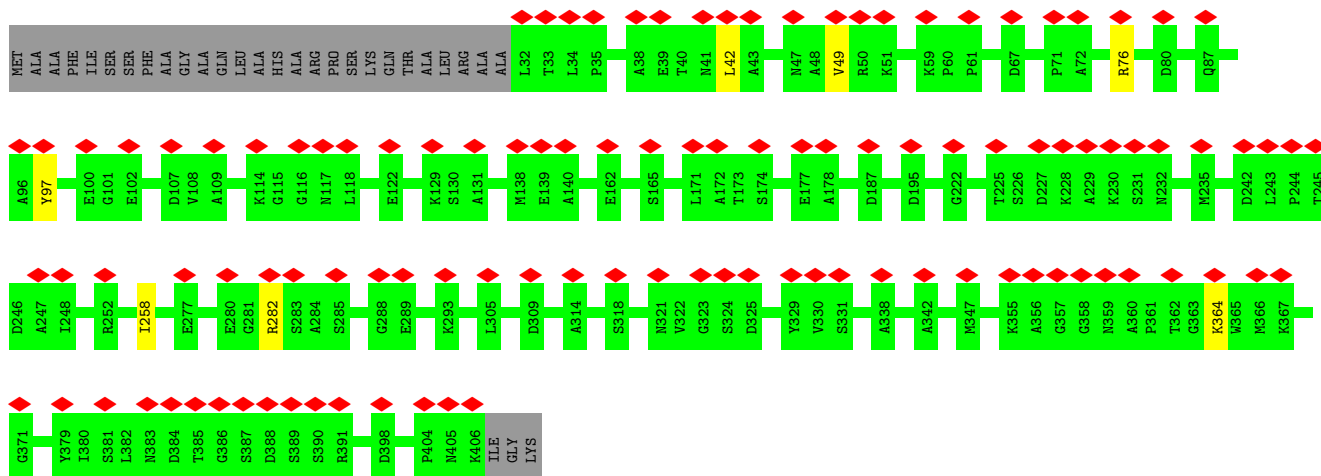 MET ALA ALA PHE ILE SER SER PHE ALA GLY ALA GLN LEU ALA HIS ALA ARG PRO SER LYS GLN THR ALA LEU ARG ALA ALA L32 T33 L34 P35 A38 E39 T40 N41 L42 A43 N47 A48 V49 R50 K51 K59 P60 P61 D67 P71 A72 R76 D80 Q87
A96 Y97 E100 G101 E102 D107 V108 A109 K114 G115 G116 N117 L118 E122 K129 S130 A131 M138 E139 A140 E162 S165 L171 A172 T173 S174 E177 A178 D187 D195 G222 T225 S226 D227 K228 A229 K230 S231 N232 M235 D242 L243 P244 T245
D246 A247 I248 R252 I258 E277 E280 G281 R282 S283 A284 S285 G288 E289 K293 L305 D309 A314 S318 N321 V322 G323 S324 D325 Y329 V330 S331 A338 A342 M347 K355 A356 G357 G358 N359 A360 P361 T362 G363 K364 W365 M366 K367
G371 Y379 I380 S381 L382 N383 D384 T385 G386 S387 D388 S389 S390 R391 D398 P404 N405 K406 ILE GLY LYS